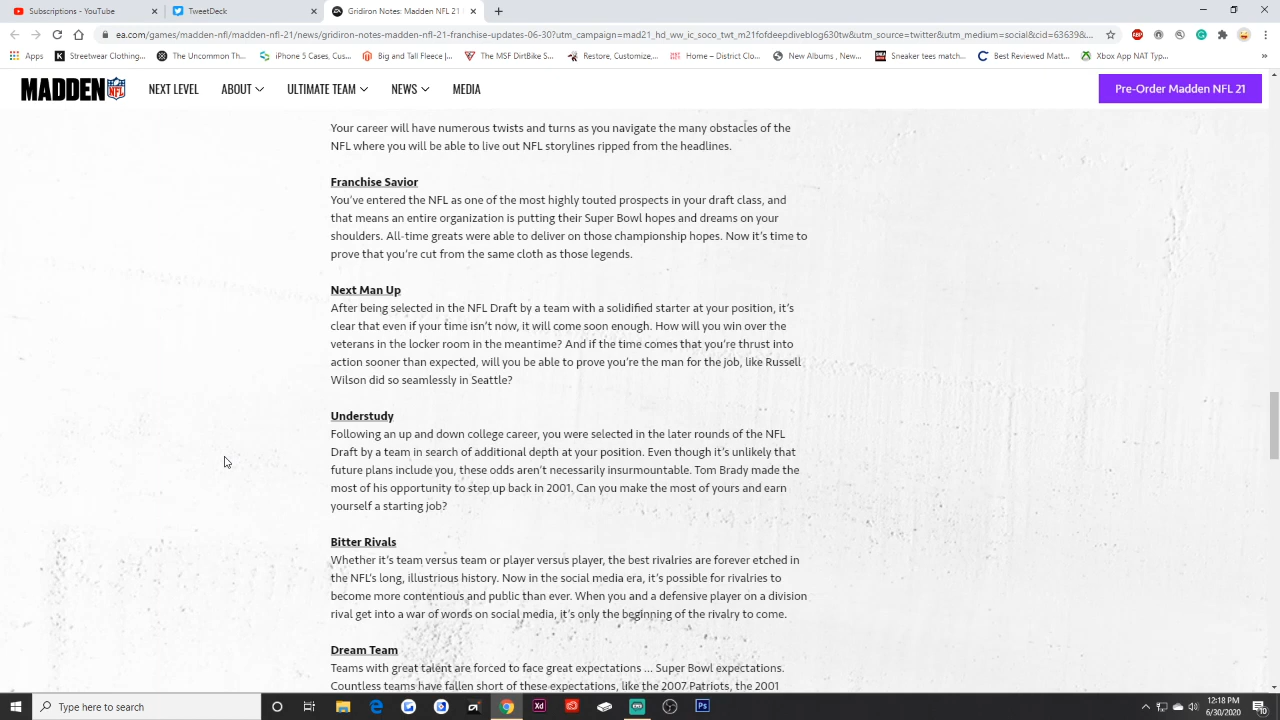 Subscriptions - YouTube
TweetDeck
Gridiron Notes: Madden NFL 21 |
ea.com/games/madden-nfl/madden-nfl-21/news/gridiron-notes-madden-nfl-21-franchise-updates-06-30?utm_campaign=mad21_hd_ww_ic_soco_twt_m21fofdeepdiveblog630tw&utm_source=twitter&utm_medium=social&cid=63639&...
Apps Streetwear Clothing... The Uncommon Th... iPhone 5 Cases, Cus... Big and Tall Fleece J... The MSF DirtBike S... Premium, Customiz... Home – District Clo... New Albums , New... Sneaker tees match... Best Reviewed Matt... Xbox App NAT Typ...
MADDEN NFL NEXT LEVEL ABOUT ULTIMATE TEAM NEWS MEDIA Pre-Order Madden NFL 21
Your career will have numerous twists and turns as you navigate the many obstacles of the
NFL where you will be able to live out NFL storylines ripped from the headlines.
Franchise Savior
You've entered the NFL as one of the most highly touted prospects in your draft class, and
that means an entire organization is putting their Super Bowl hopes and dreams on your
shoulders. All-time greats were able to deliver on those championship hopes. Now it's time to
prove that you're cut from the same cloth as those legends.
Next Man Up
After being selected in the NFL Draft by a team with a solidified starter at your position, it's
clear that even if your time isn't now, it will come soon enough. How will you win over the
veterans in the locker room in the meantime? And if the time comes that you're thrust into
action sooner than expected, will you be able to prove you're the man for the job, like Russell
Wilson did so seamlessly in Seattle?
Understudy
Following an up and down college career, you were selected in the later rounds of the NFL
Draft by a team in search of additional depth at your position. Even though it's unlikely that
future plans include you, these odds aren't necessarily insurmountable. Tom Brady made the
most of his opportunity to step up back in 2001. Can you make the most of yours and earn
yourself a starting job?
Bitter Rivals
Whether it's team versus team or player versus player, the best rivalries are forever etched in
the NFL's long, illustrious history. Now in the social media era, it's possible for rivalries to
become more contentious and public than ever. When you and a defensive player on a division
rival get into a war of words on social media, it's only the beginning of the rivalry to come.
Dream Team
Teams with great talent are forced to face great expectations ... Super Bowl expectations.
Countless teams have fallen short of these expectations, like the 2007 Patriots, the 2001
Type here to search
12:18 PM
6/30/2020